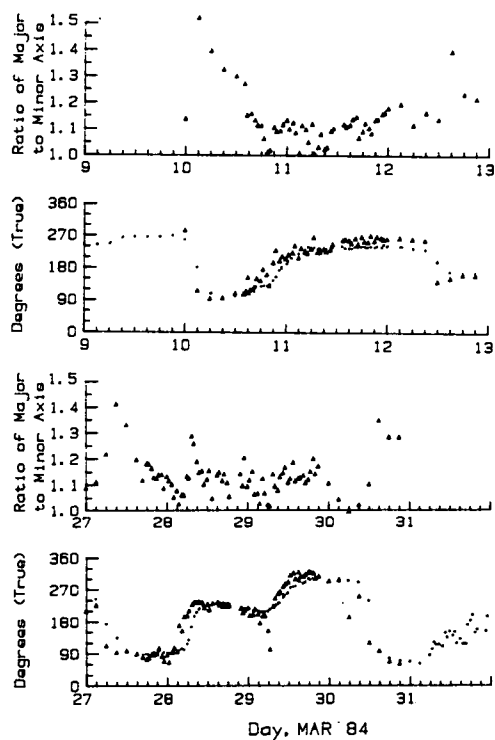 Ratio of Major
to Minor Axis
1.5
1.4
1.3
1.2
1.1
1.0
9 10 11 12 13
Degrees (True)
360
270
180
90
0
9 10 11 12 13
Ratio of Major
to Minor Axis
1.5
1.4
1.3
1.2
1.1
1.0
27 28 29 30 31
Degrees (True)
360
270
180
90
0
27 28 29 30 31
Day, MAR 84